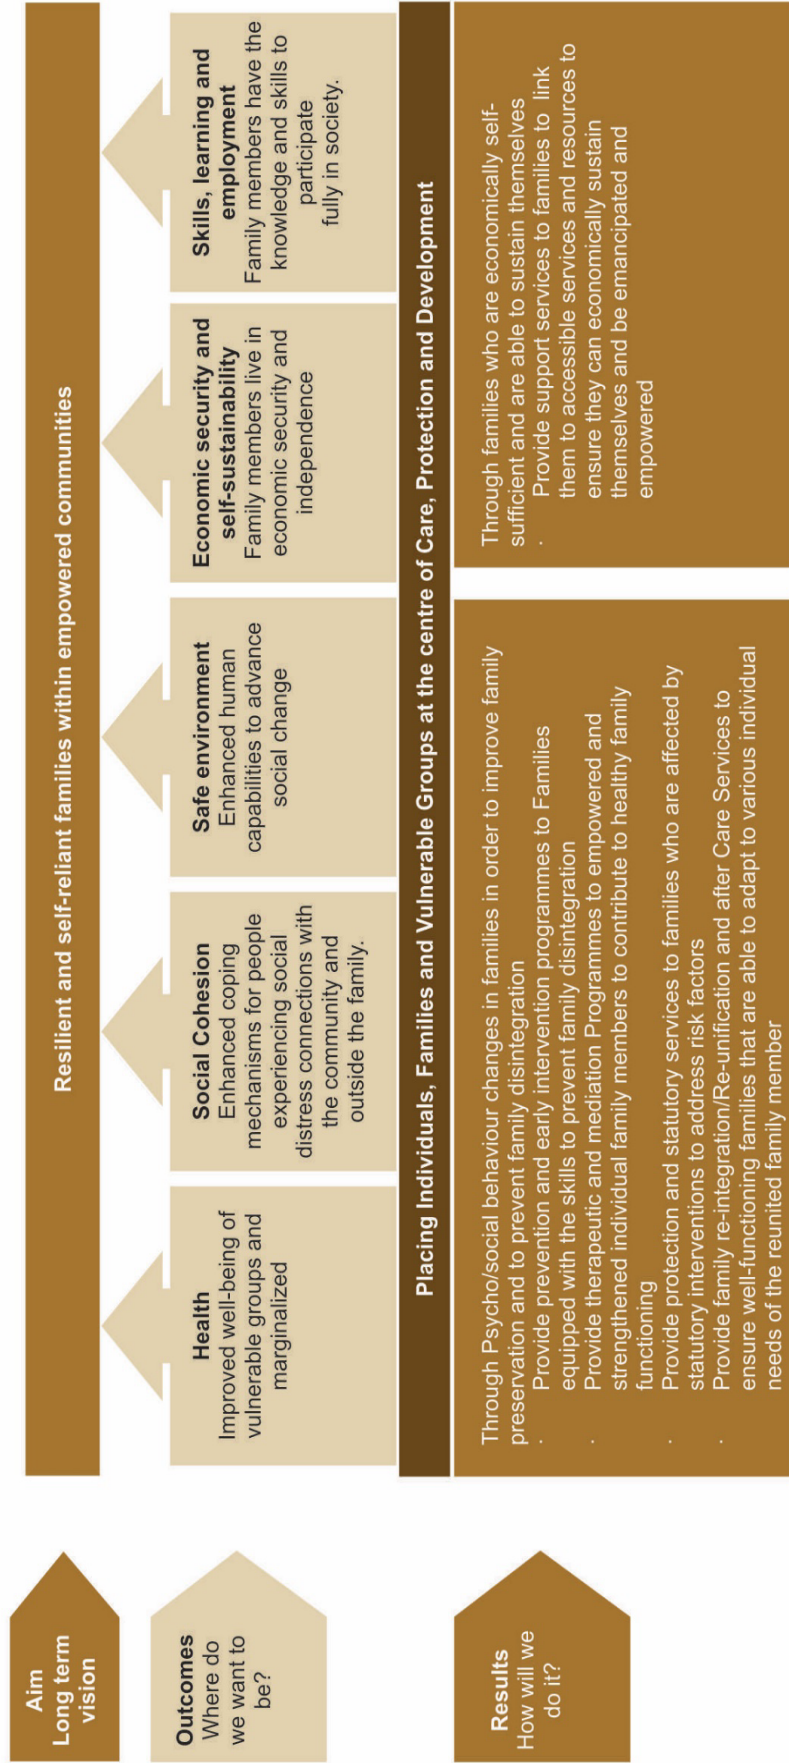 Aim
Long term
vision
Resilient and self-reliant families within empowered communities
Outcomes
Where do
we want to
be?
Health
Improved well-being of
vulnerable groups and
marginalized
Social Cohesion
Enhanced coping
mechanisms for people
experiencing social
distress connections with
the community and
outside the family.
Safe environment
Enhanced human
capabilities to advance
social change
Economic security and
self-sustainability
Family members live in
economic security and
independence
Skills, learning and
employment
Family members have the
knowledge and skills to
participate
fully in society.
Placing Individuals, Families and Vulnerable Groups at the centre of Care, Protection and Development
Results
How will we
do it?
Through Psycho/social behaviour changes in families in order to improve family
preservation and to prevent family disintegration
· Provide prevention and early intervention programmes to Families
equipped with the skills to prevent family disintegration
· Provide therapeutic and mediation Programmes to empowered and
strengthened individual family members to contribute to healthy family
functioning
· Provide protection and statutory services to families who are affected by
statutory interventions to address risk factors
· Provide family re-integration/Re-unification and after Care Services to
ensure well-functioning families that are able to adapt to various individual
needs of the reunited family member
Through families who are economically self-
sufficient and are able to sustain themselves
· Provide support services to families to link
them to accessible services and resources to
ensure they can economically sustain
themselves and be emancipated and
empowered